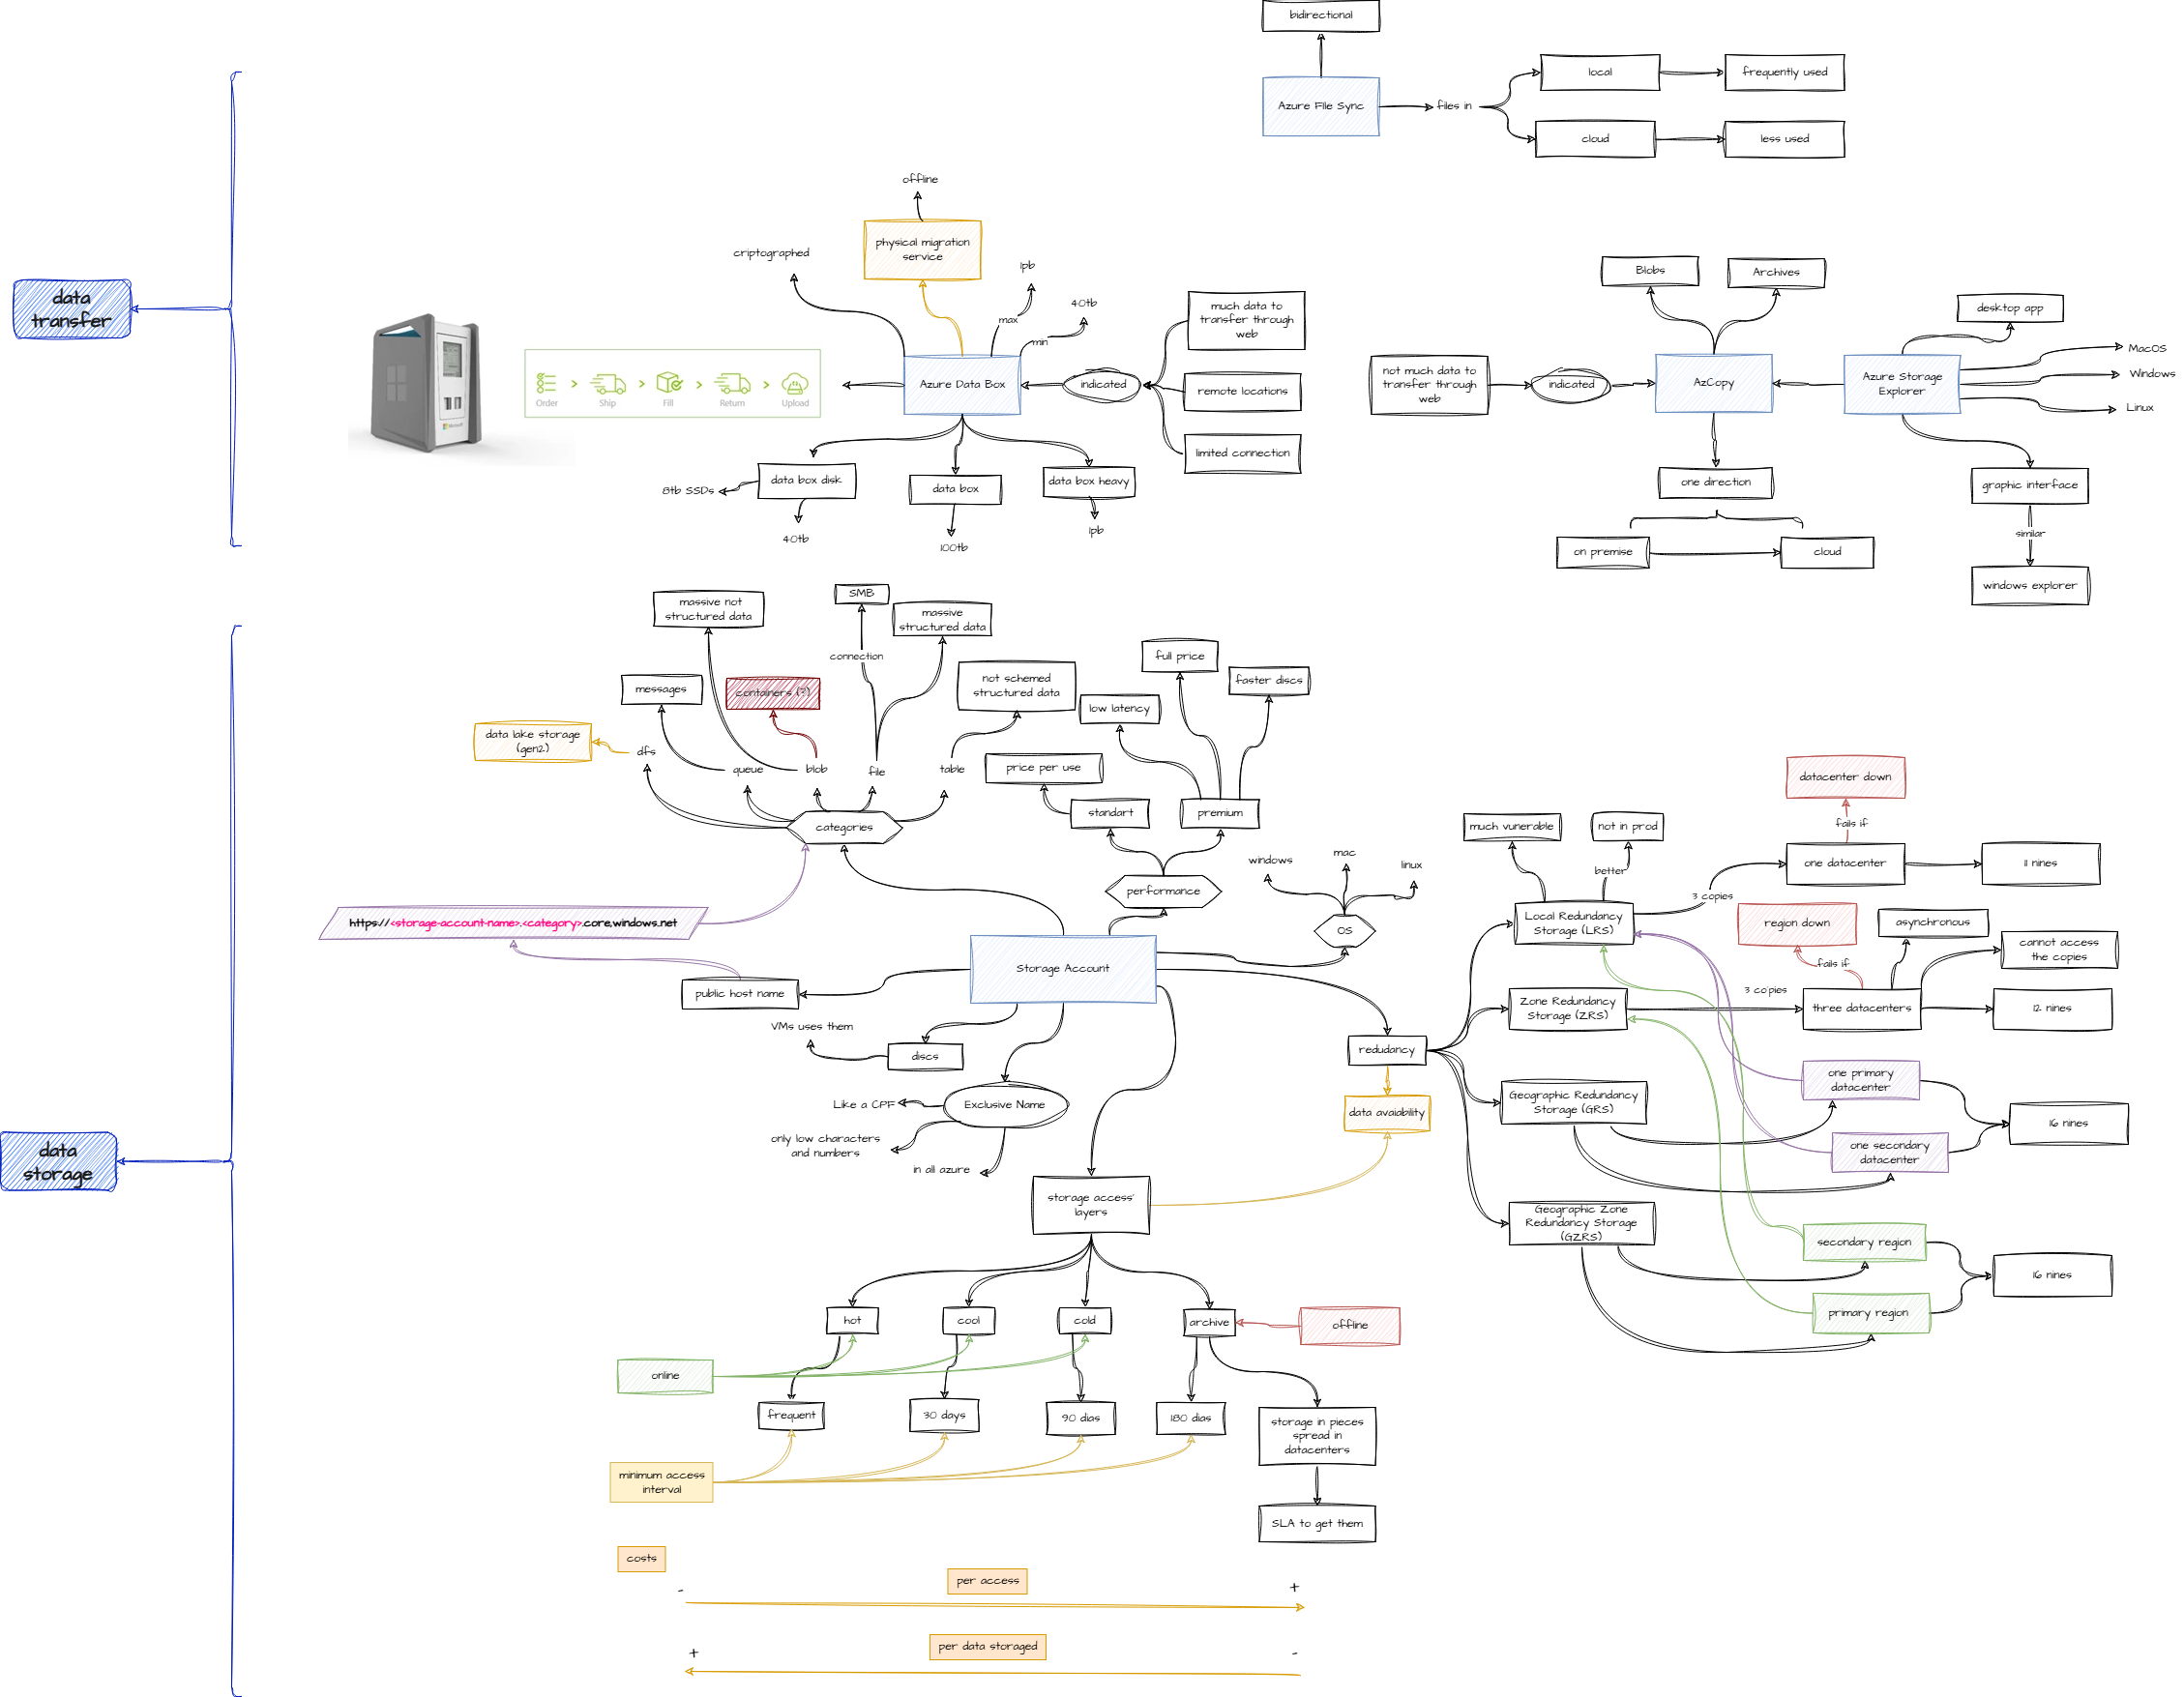 bidirectional
Azure File Sync
files in
local
frequently used
cloud
less used
data
transfer
offline
physical migration
service
criptographed
1pb
max
40tb
min
Azure Data Box
indicated
much data to
transfer through
web
remote locations
limited connection
Order
Ship
Fill
Return
Upload
Microsoft
data box disk
8tb SSDs
40tb
data box
100tb
data box heavy
1pb
not much data to
transfer through
web
indicated
AzCopy
Blobs
Archives
Azure Storage
Explorer
desktop app
MacOS
Windows
Linux
one direction
on premise
cloud
graphic interface
similar
windows explorer
data
storage
massive not
structured data
SMB
massive
structured data
connection
messages
containers (?)
not schemed
structured data
data lake storage
(gen2)
dfs
queue
blob
file
table
categories
full price
faster discs
low latency
price per use
standart
premium
performance
windows
mac
linux
OS
https://<storage-account-name>.<category>.core.windows.net
public host name
Storage Account
VMs uses them
discs
Exclusive Name
Like a CPF
only low characters
and numbers
in all azure
redudancy
data avaiability
storage access'
layers
much vunerable
not in prod
better
Local Redundancy
Storage (LRS)
3 copies
datacenter down
fails if
one datacenter
11 nines
region down
fails if
asynchronous
cannot access
the copies
Zone Redundancy
Storage (ZRS)
3 copies
three datacenters
12 nines
Geographic Redundancy
Storage (GRS)
one primary
datacenter
one secondary
datacenter
16 nines
Geographic Zone
Redundancy Storage
(GZRS)
secondary region
primary region
16 nines
hot
cool
cold
archive
offline
online
frequent
30 days
90 dias
180 dias
storage in pieces
spread in
datacenters
minimum access
interval
SLA to get them
costs
-
per access
+
+
per data storaged
-